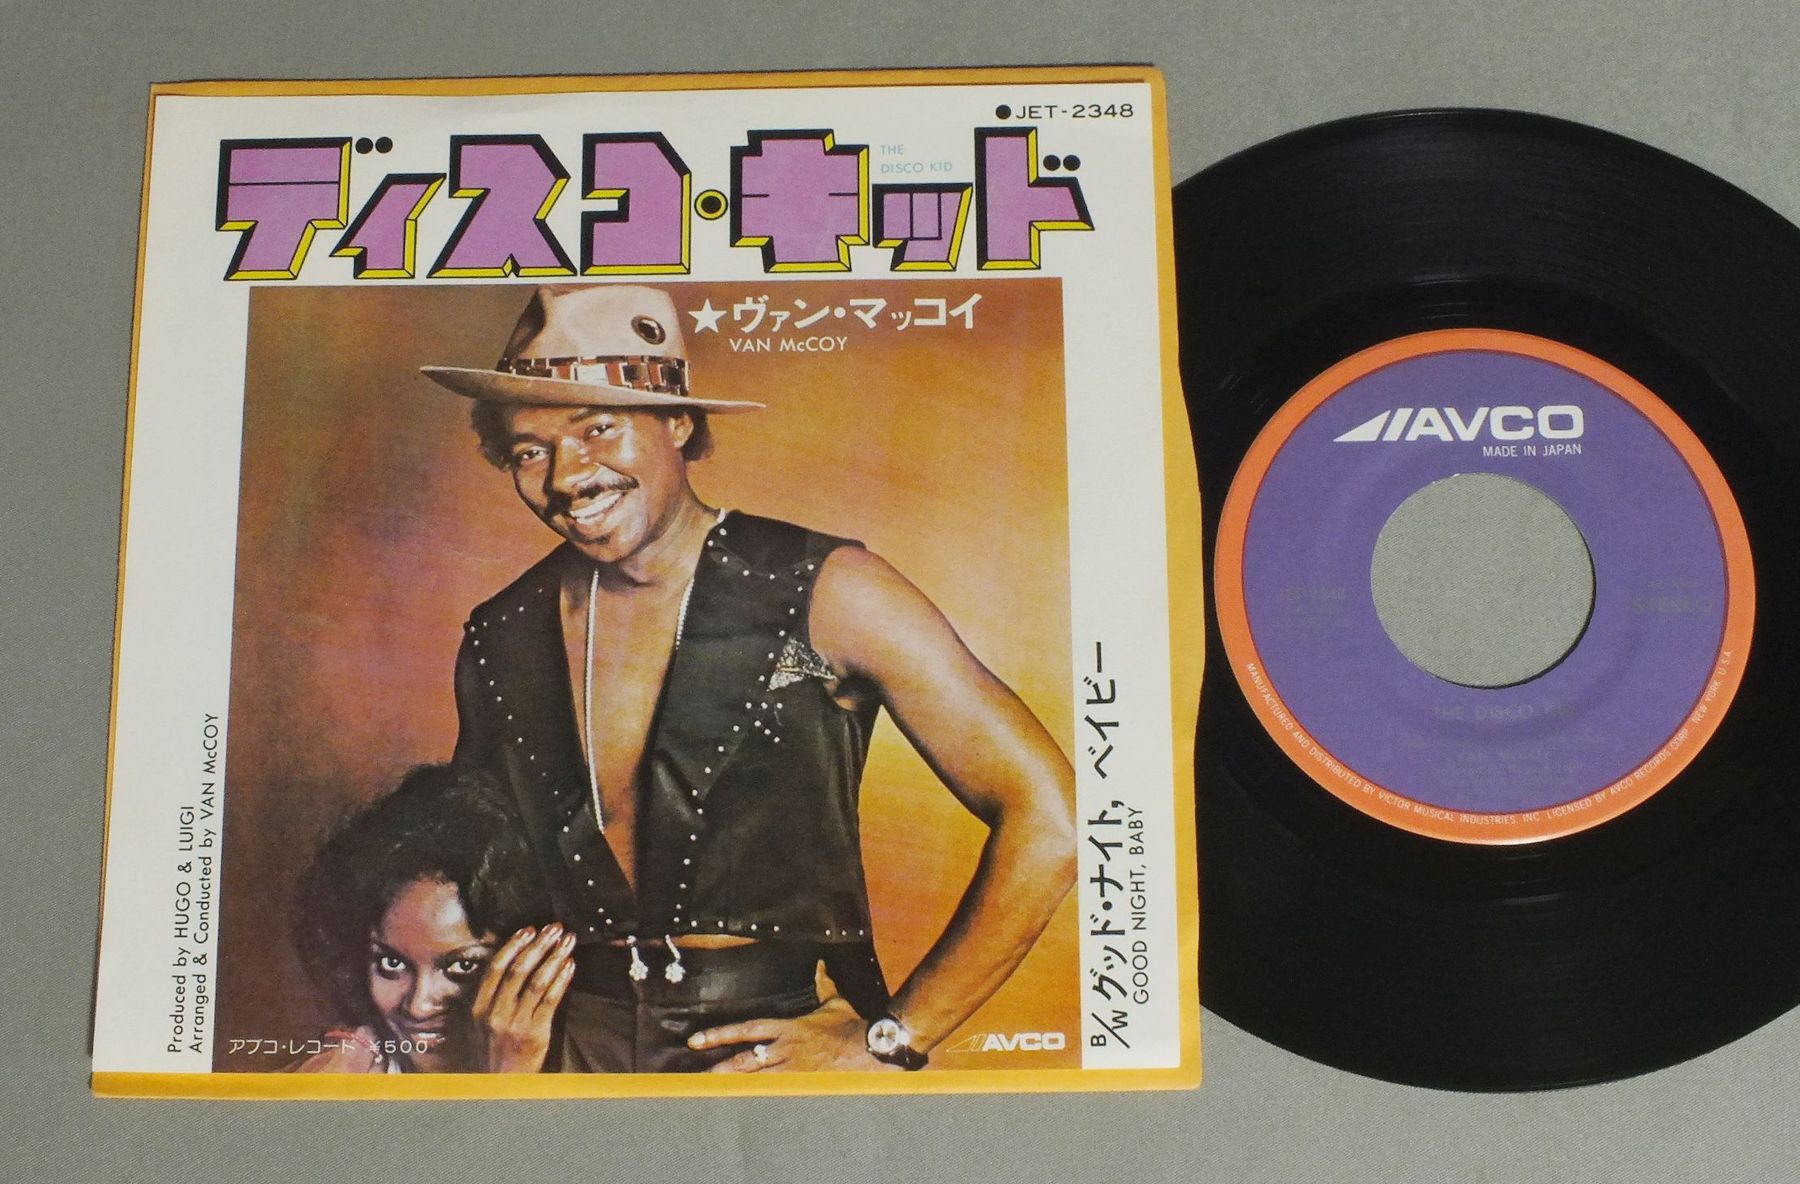 ●JET-2348
ディスコ・キッド
THE
DISCO KID
★ヴァン・マッコイ
VAN McCOY
Produced by HUGO & LUIGI
Arranged & Conducted by VAN McCOY
B/W グッド・ナイト, ベイビー
GOOD NIGHT, BABY
アブコ・レコード ¥500
AVCO
AVCO
MADE IN JAPAN
STEREO
THE DISCO KID
MANUFACTURED AND DISTRIBUTED BY VICTOR MUSICAL INDUSTRIES, INC. LICENSED BY AVCO RECORDS CORP. NEW YORK, U.S.A.